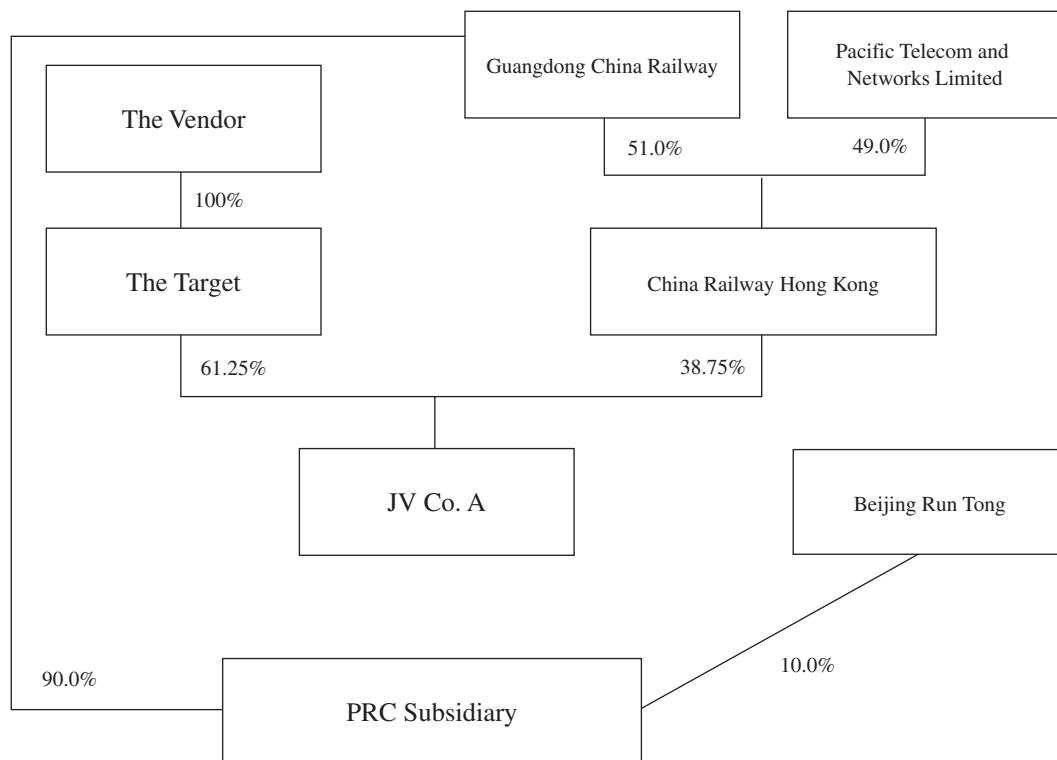 Guangdong China Railway
Pacific Telecom and
Networks Limited
The Vendor
51.0%
49.0%
100%
The Target
China Railway Hong Kong
61.25%
38.75%
JV Co. A
Beijing Run Tong
90.0%
10.0%
PRC Subsidiary